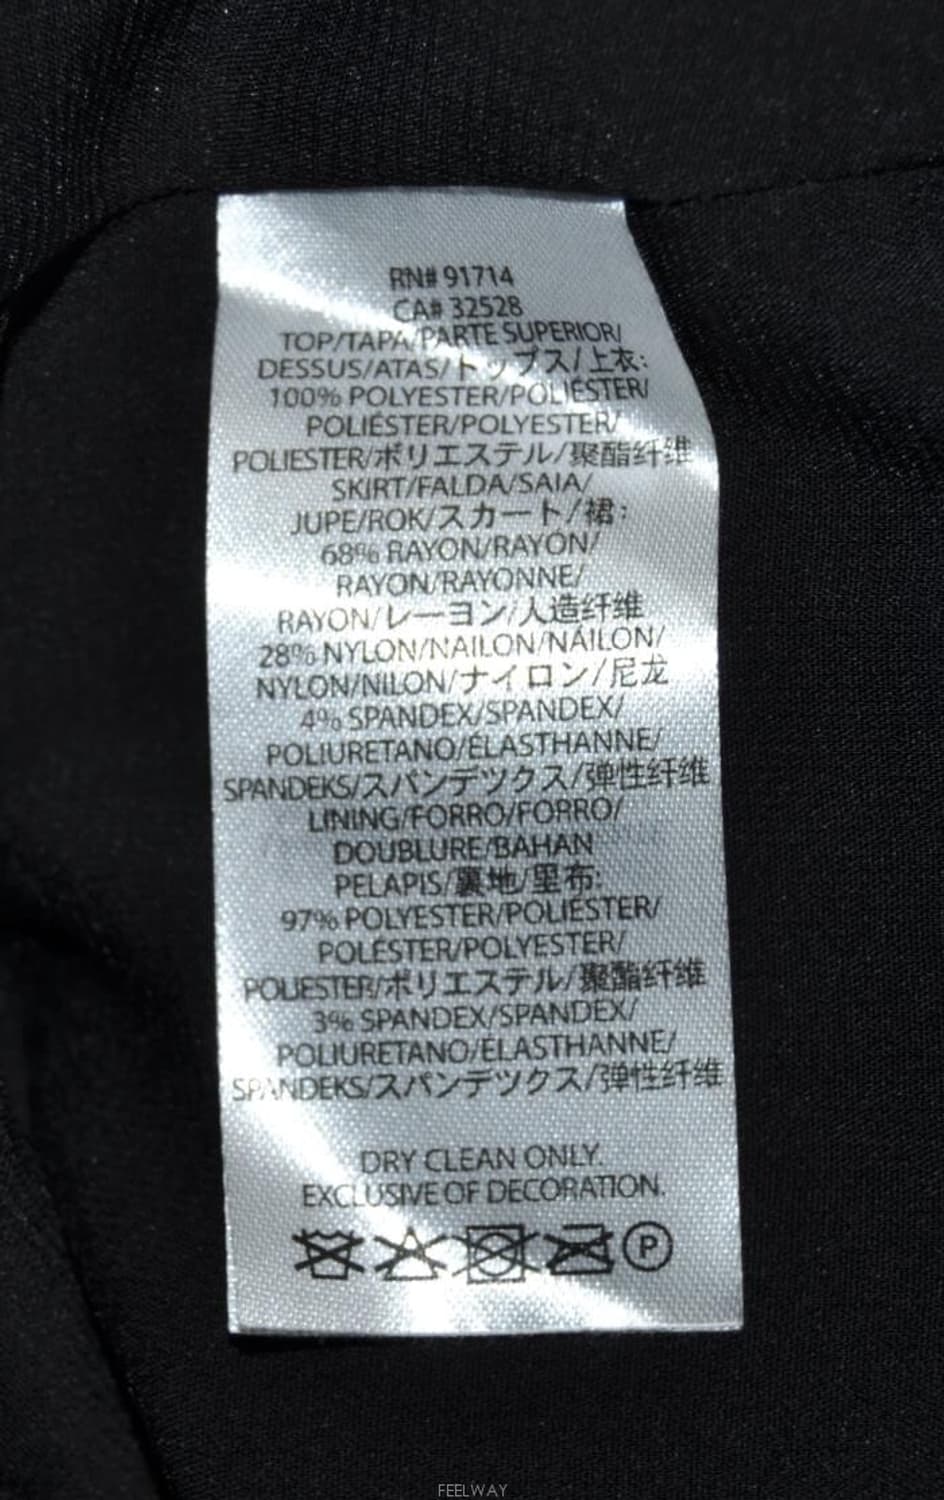 RN# 91714
CA# 32528
TOP/TAPA/PARTE SUPERIOR/
DESSUS/ATAS/トップス/上衣:
100% POLYESTER/POLIÉSTER/
POLIÉSTER/POLYESTER/
POLIESTER/ポリエステル/聚酯纤维
SKIRT/FALDA/SAIA/
JUPE/ROK/スカート/裙:
68% RAYON/RAYÓN/
RAYON/RAYONNE/
RAYON/レーヨン/人造纤维
28% NYLON/NAILON/NÁILON/
NYLON/NILON/ナイロン/尼龙
4% SPANDEX/SPANDEX/
POLIURETANO/ÉLASTHANNE/
SPANDEKS/スパンデックス/弹性纤维
LINING/FORRO/FORRO/
DOUBLURE/BAHAN
PELAPIS/裏地/里布:
97% POLYESTER/POLIÉSTER/
POLÉSTER/POLYESTER/
POLIESTER/ポリエステル/聚酯纤维
3% SPANDEX/SPANDEX/
POLIURETANO/ÉLASTHANNE/
SPANDEKS/スパンデックス/弹性纤维
DRY CLEAN ONLY.
EXCLUSIVE OF DECORATION.
P
FEELWAY